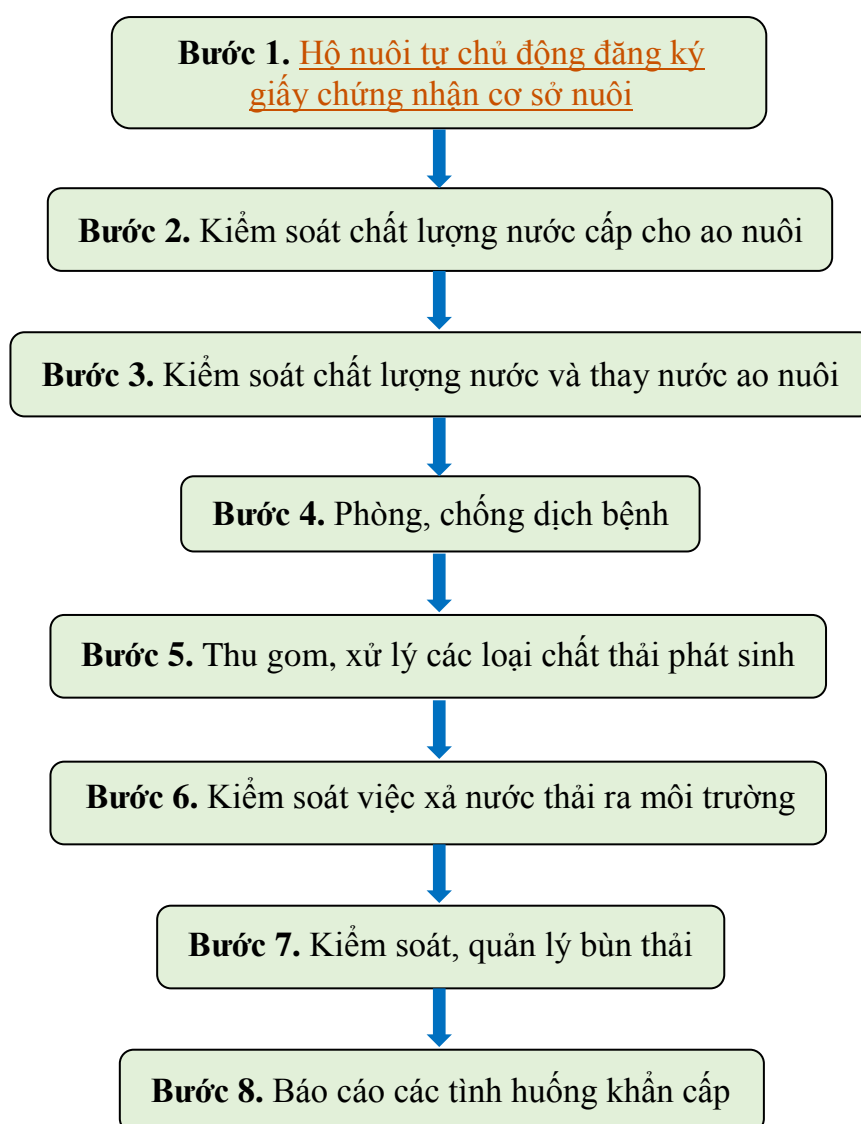 Bước 1. Hộ nuôi tự chủ động đăng ký
giấy chứng nhận cơ sở nuôi
Bước 2. Kiểm soát chất lượng nước cấp cho ao nuôi
Bước 3. Kiểm soát chất lượng nước và thay nước ao nuôi
Bước 4. Phòng, chống dịch bệnh
Bước 5. Thu gom, xử lý các loại chất thải phát sinh
Bước 6. Kiểm soát việc xả nước thải ra môi trường
Bước 7. Kiểm soát, quản lý bùn thải
Bước 8. Báo cáo các tình huống khẩn cấp